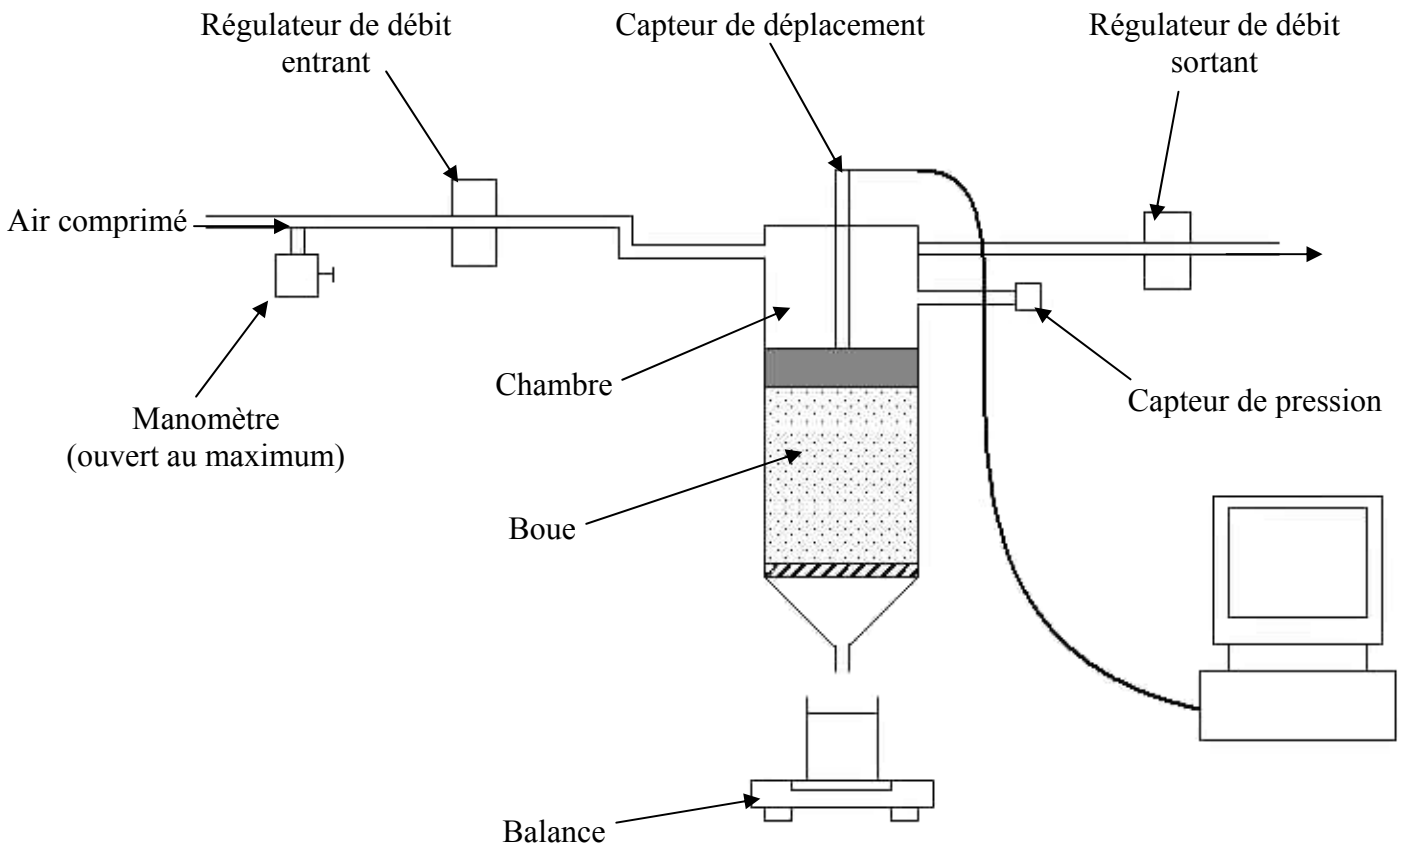 Régulateur de débit
entrant
Capteur de déplacement
Régulateur de débit
sortant
Air comprimé
Chambre
Manomètre
(ouvert au maximum)
Capteur de pression
Boue
Balance